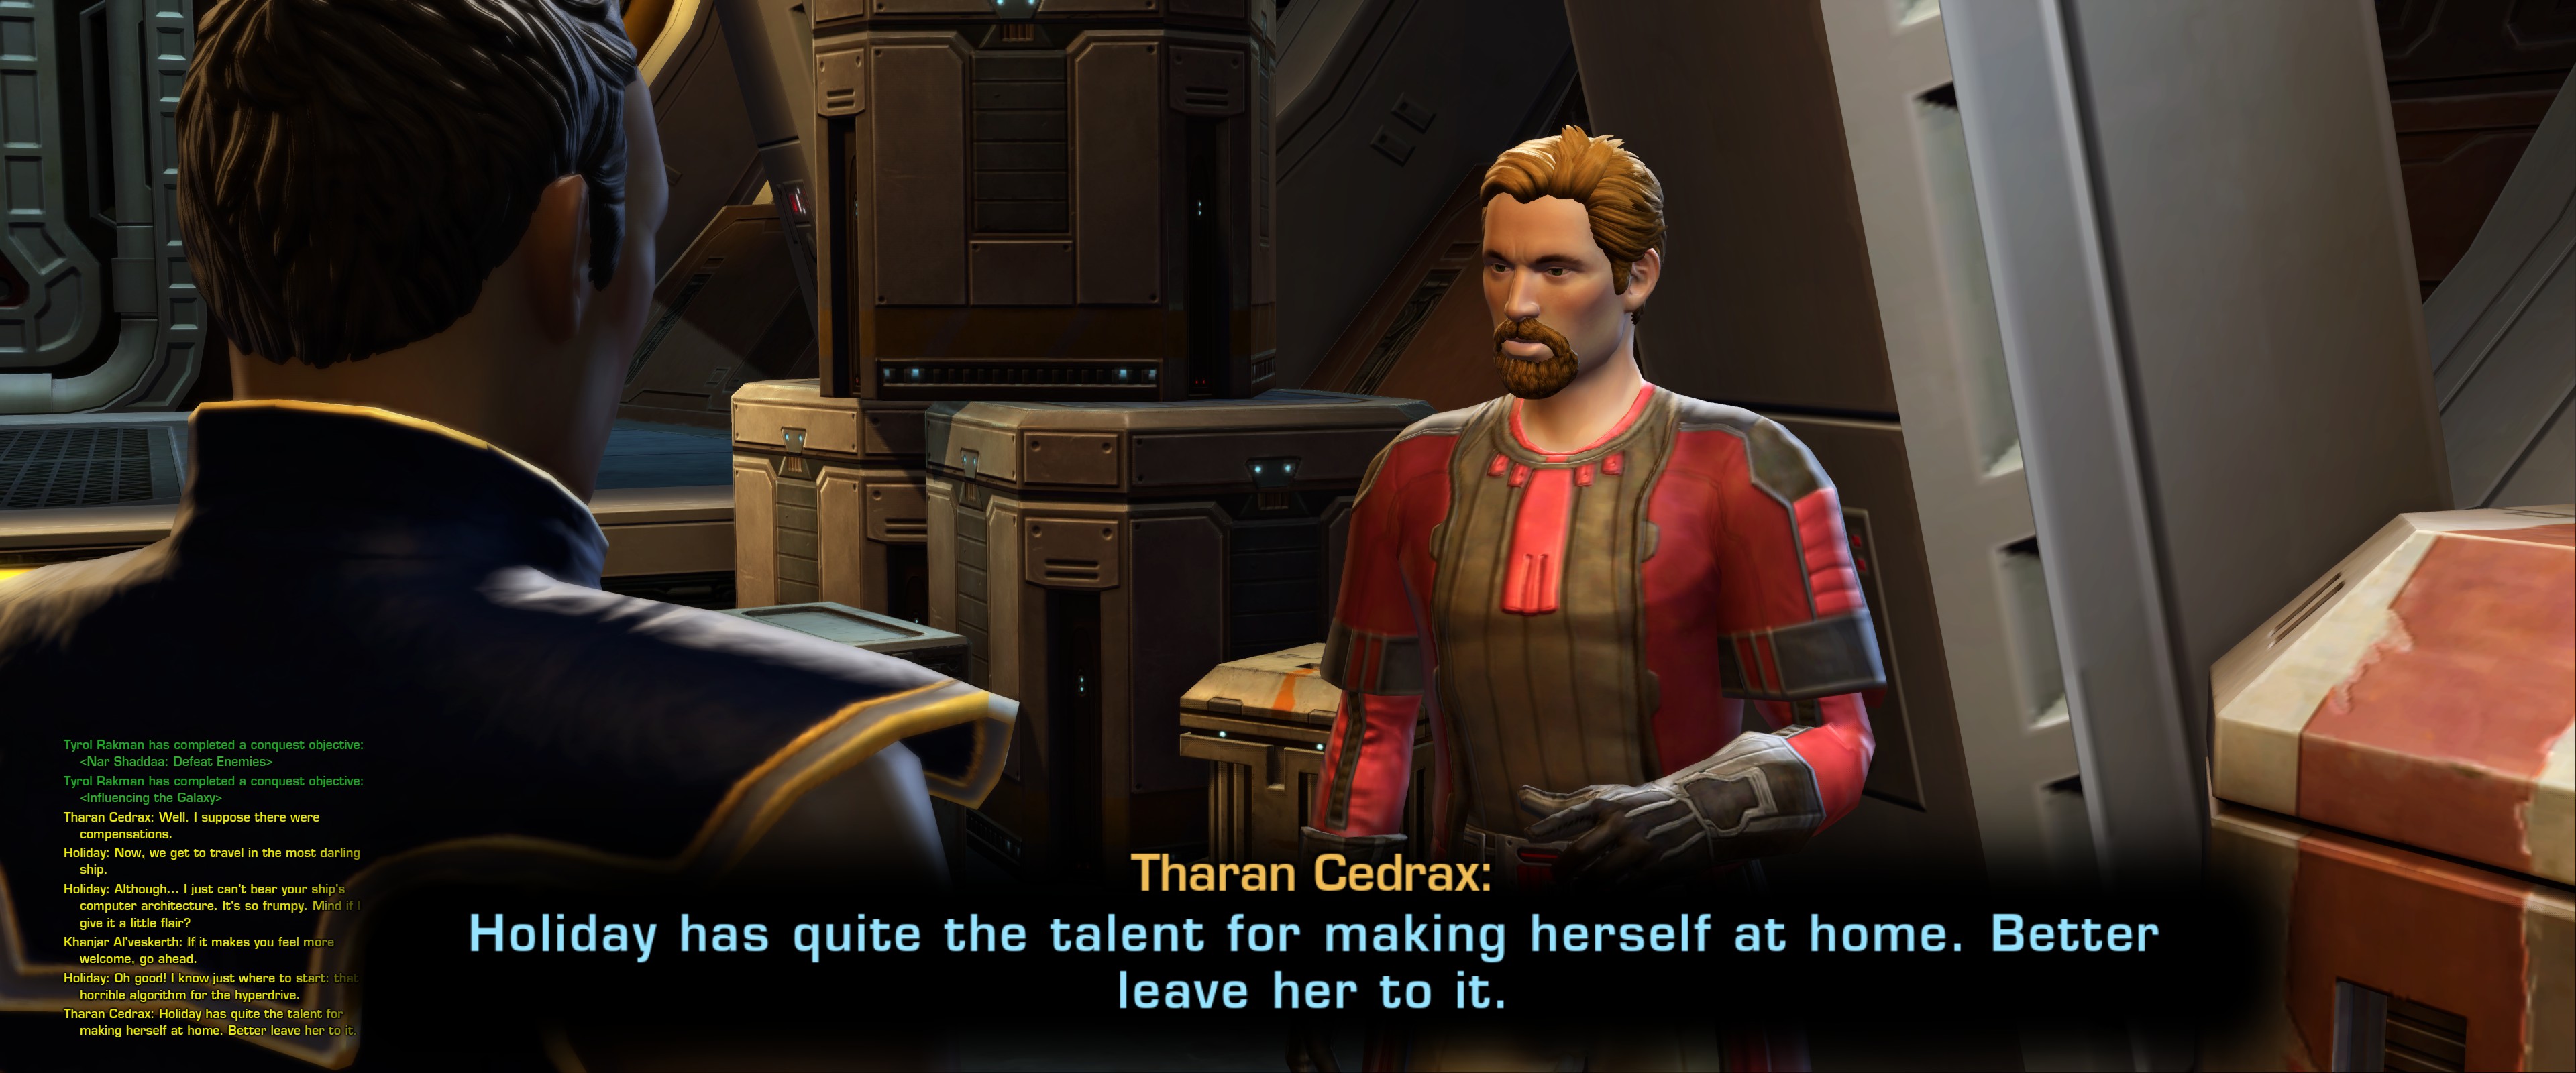 Tyrol Rakman has completed a conquest objective:
<Nar Shaddaa: Defeat Enemies>
Tyrol Rakman has completed a conquest objective:
<Influencing the Galaxy>
Tharan Cedrax: Well. I suppose there were
compensations.
Holiday: Now, we get to travel in the most darling
ship.
Holiday: Although... I just can't bear your ship's
computer architecture. It's so frumpy. Mind if I
give it a little flair?
Khanjar Al'veskerth: If it makes you feel more
welcome, go ahead.
Holiday: Oh good! I know just where to start: that
horrible algorithm for the hyperdrive.
Tharan Cedrax: Holiday has quite the talent for
making herself at home. Better leave her to it.
Tharan Cedrax:
Holiday has quite the talent for making herself at home. Better
leave her to it.